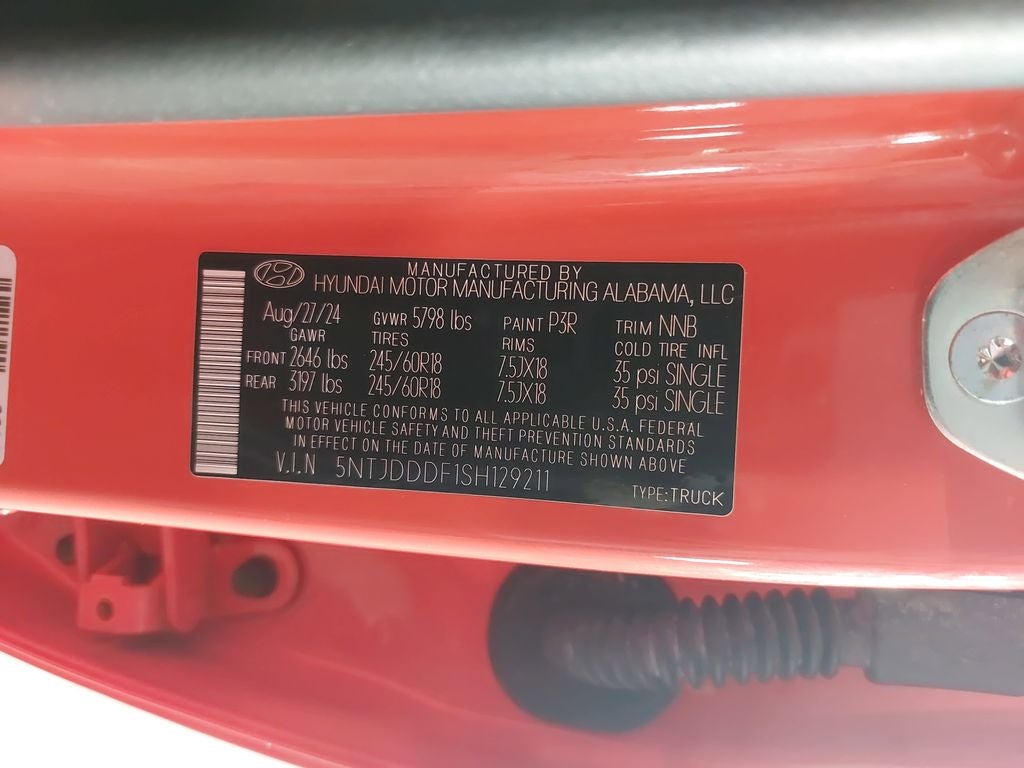 MANUFACTURED BY
HYUNDAI MOTOR MANUFACTURING ALABAMA, LLC
Aug/27/24 GVWR 5798 lbs PAINT P3R TRIM NNB
GAWR TIRES RIMS COLD TIRE INFL
FRONT 2646 lbs 245/60R18 7.5JX18 35 psi SINGLE
REAR 3197 lbs 245/60R18 7.5JX18 35 psi SINGLE
THIS VEHICLE CONFORMS TO ALL APPLICABLE U.S.A. FEDERAL
MOTOR VEHICLE SAFETY AND THEFT PREVENTION STANDARDS
IN EFFECT ON THE DATE OF MANUFACTURE SHOWN ABOVE
V.I.N 5NTJDDDF1SH129211
TYPE:TRUCK